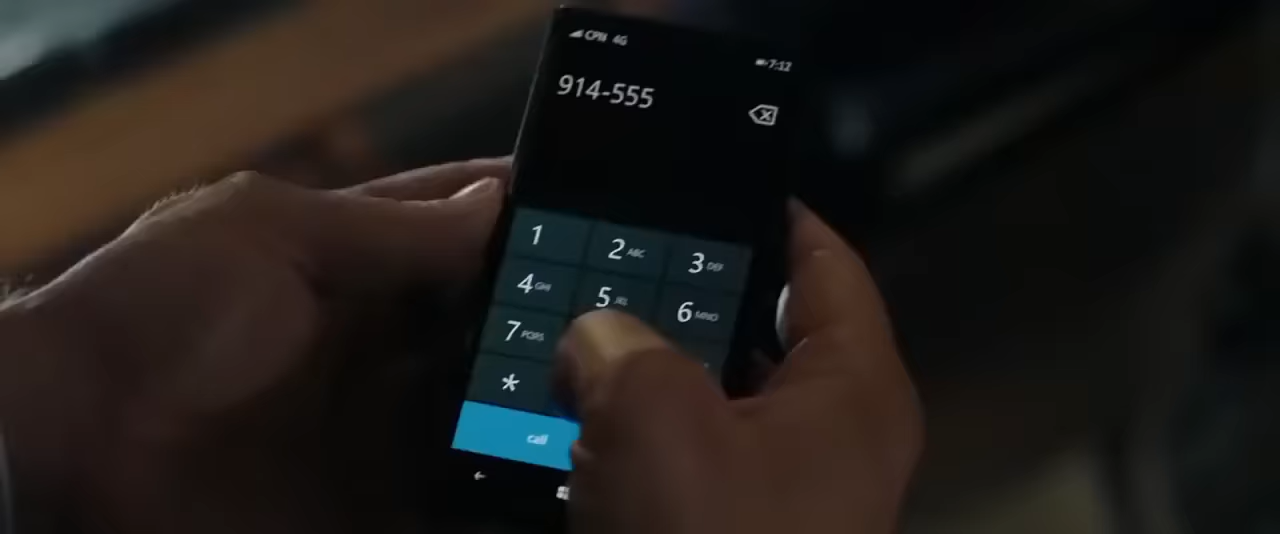 CPN 4G
7:12
914-555
1
2 ABC
3 DEF
4 GHI
5 JKL
6 MNO
7 PQRS
*
call